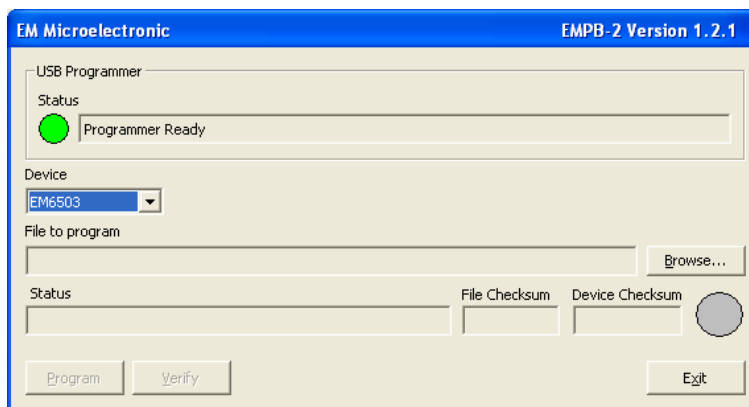 EM Microelectronic EMPB-2 Version 1.2.1
USB Programmer
Status
Programmer Ready
Device
EM6503
File to program
Browse...
Status File Checksum Device Checksum
Program Verify Exit